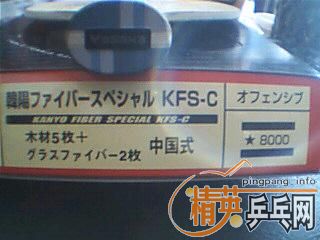 Yasaka
韓陽ファイバースペシャル KFS-C
KANYO FIBER SPECIAL KFS-C
木材5枚+
グラスファイバー2枚
中国式
オフェンシブ
★8000
pingpang.info
精英乒乓网